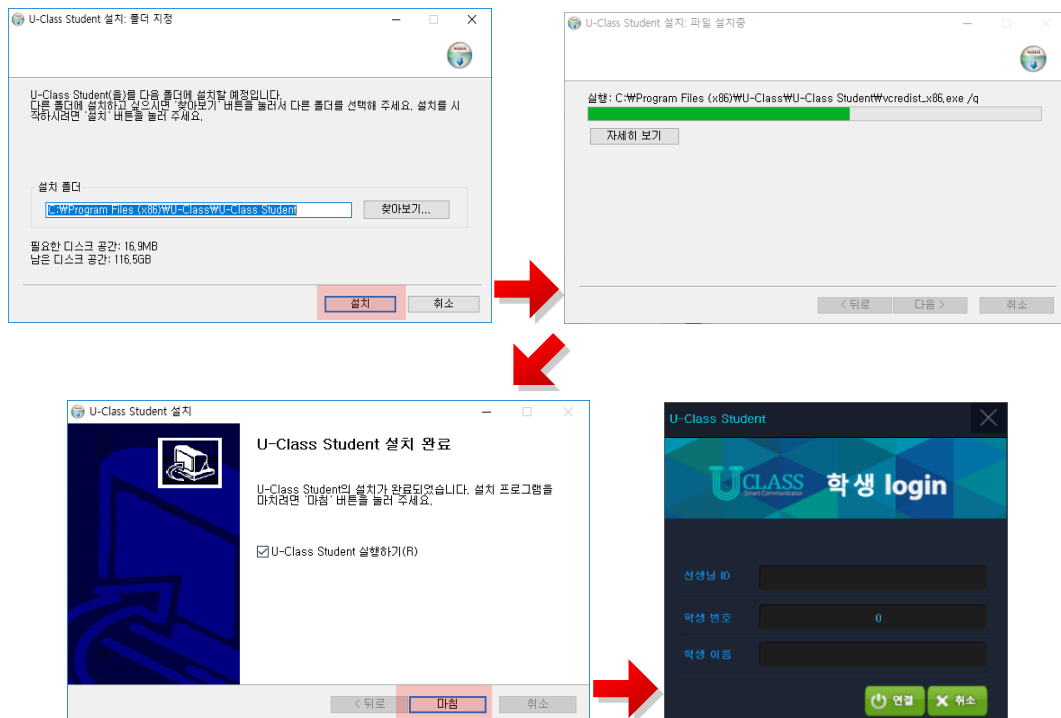 U-Class Student 설치: 폴더 지정
U-Class Student(을)를 다음 폴더에 설치할 예정입니다.
다른 폴더에 설치하고 싶으시면 '찾아보기' 버튼을 눌러서 다른 폴더를 선택해 주세요. 설치를 시
작하시려면 '설치' 버튼을 눌러 주세요.
설치 폴더
C:₩Program Files (x86)₩U-Class₩U-Class Student
찾아보기...
필요한 디스크 공간: 16.9MB
남은 디스크 공간: 116.5GB
설치
취소
U-Class Student 설치: 파일 설치중
실행: C:₩Program Files (x86)₩U-Class₩U-Class Student₩vcredist_x86.exe /q
자세히 보기
< 뒤로
다음 >
취소
U-Class Student 설치
U-Class Student 설치 완료
U-Class Student의 설치가 완료되었습니다. 설치 프로그램을
마치려면 '마침' 버튼을 눌러 주세요.
U-Class Student 실행하기(R)
< 뒤로
마침
취소
U-Class Student
UCLASS 학생 login
Smart Communicator
선생님 ID
학생 번호
0
학생 이름
연결
취소